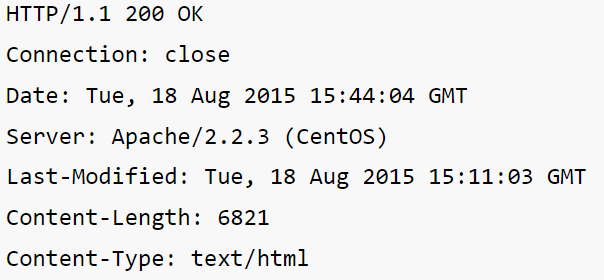 HTTP/1.1 200 OK
Connection: close
Date: Tue, 18 Aug 2015 15:44:04 GMT
Server: Apache/2.2.3 (CentOS)
Last-Modified: Tue, 18 Aug 2015 15:11:03 GMT
Content-Length: 6821
Content-Type: text/html